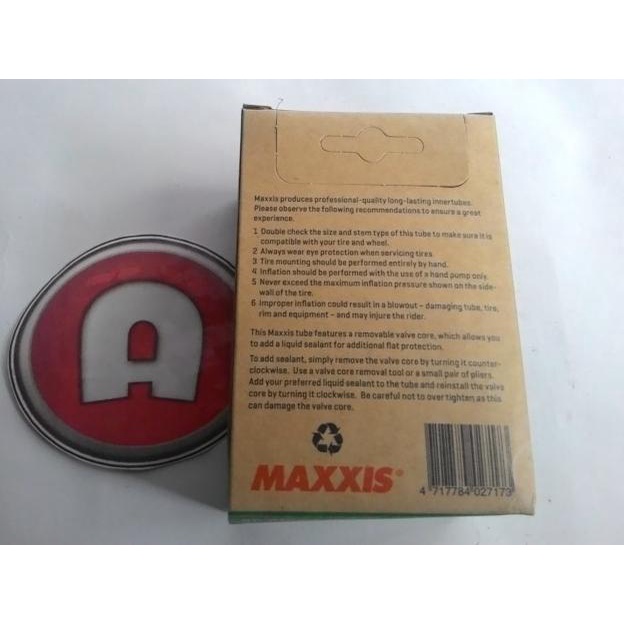 Maxxis produces professional-quality long-lasting innertubes.
Please observe the following recommendations to ensure a great
experience.
1 Double check the size and stem type of this tube to make sure it is
compatible with your tire and wheel.
2 Always wear eye protection when servicing tires.
3 Tire mounting should be performed entirely by hand.
4 Inflation should be performed with the use of a hand pump only.
5 Never exceed the maximum inflation pressure shown on the side-
wall of the tire.
6 Improper inflation could result in a blowout – damaging tube, tire,
rim and equipment – and may injure the rider.
This Maxxis tube features a removable valve core, which allows you
to add a liquid sealant for additional flat protection.
To add sealant, simply remove the valve core by turning it counter-
clockwise. Use a valve core removal tool or a small pair of pliers.
Add your preferred liquid sealant to the tube and reinstall the valve
core by turning it clockwise. Be careful not to over tighten as this
can damage the valve core.
A
MAXXIS®
4 717784 027173